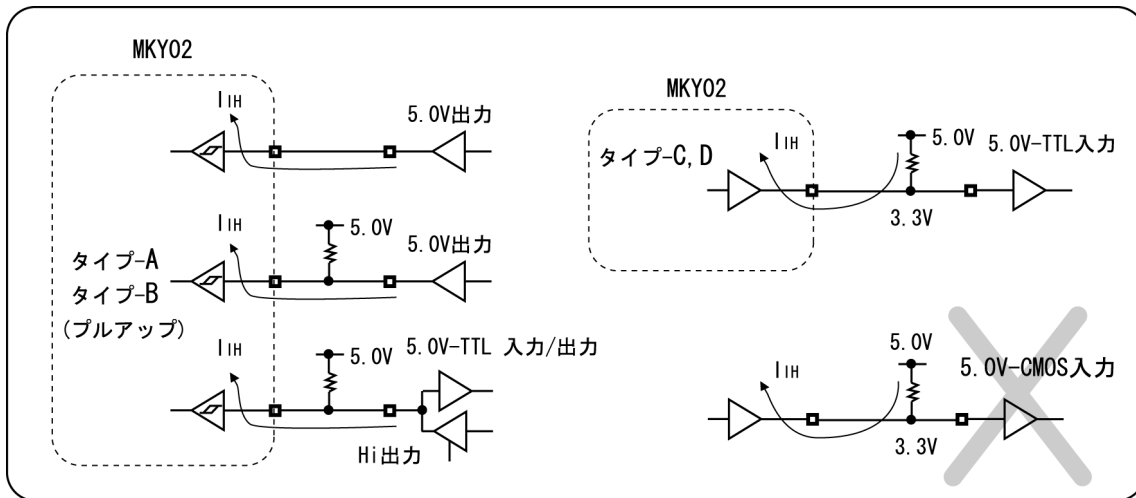 MKY02
IIH
5.0V出力
IIH
5.0V
5.0V出力
タイプ-A
タイプ-B
(プルアップ)
IIH
5.0V
5.0V-TTL 入力/出力
Hi出力
MKY02
タイプ-C, D
IIH
5.0V
5.0V-TTL入力
3.3V
IIH
5.0V
5.0V-CMOS入力
3.3V